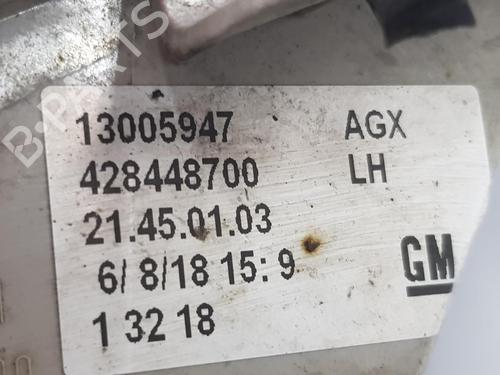 B-PARTS
13005947 AGX
428448700 LH
21.45.01.03
6/ 8/18 15: 9 GM
1 32 18